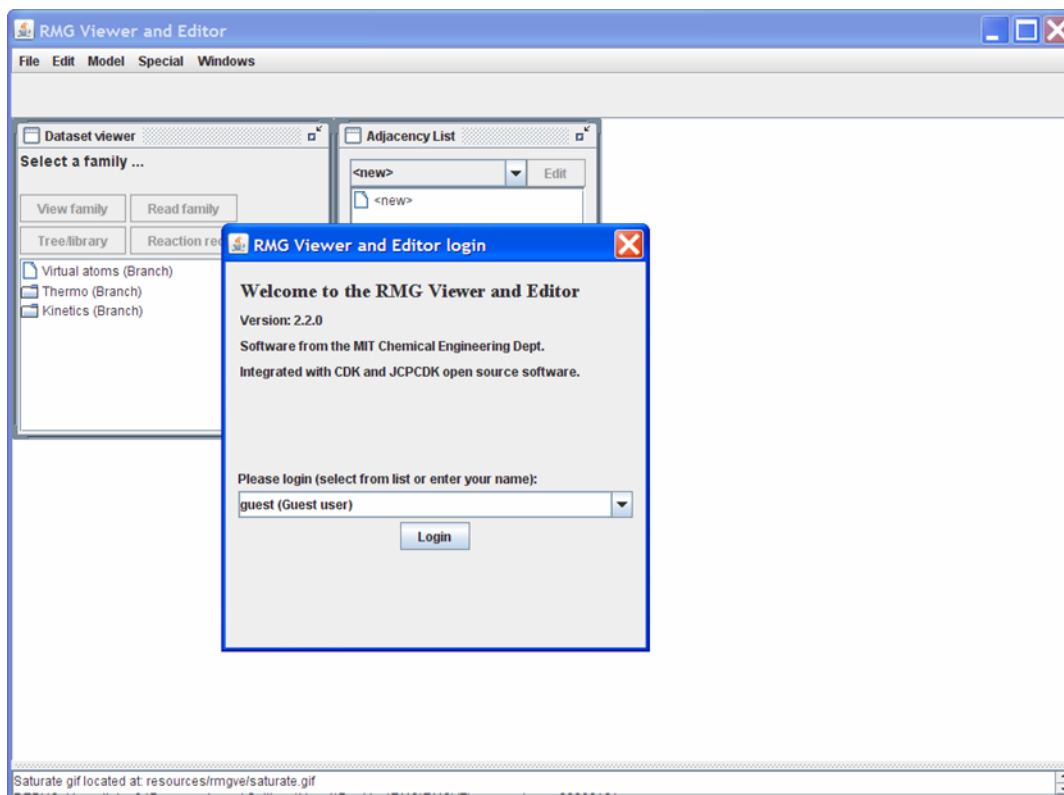 RMG Viewer and Editor
File Edit Model Special Windows
Dataset viewer
Select a family ...
View family Read family
Tree/library Reaction
Virtual atoms (Branch)
Thermo (Branch)
Kinetics (Branch)
Adjacency List
<new> Edit
<new>
RMG Viewer and Editor login
Welcome to the RMG Viewer and Editor
Version: 2.2.0
Software from the MIT Chemical Engineering Dept.
Integrated with CDK and JCPCDK open source software.
Please login (select from list or enter your name):
guest (Guest user)
Login
Saturate gif located at: resources/rmgve/saturate.gif